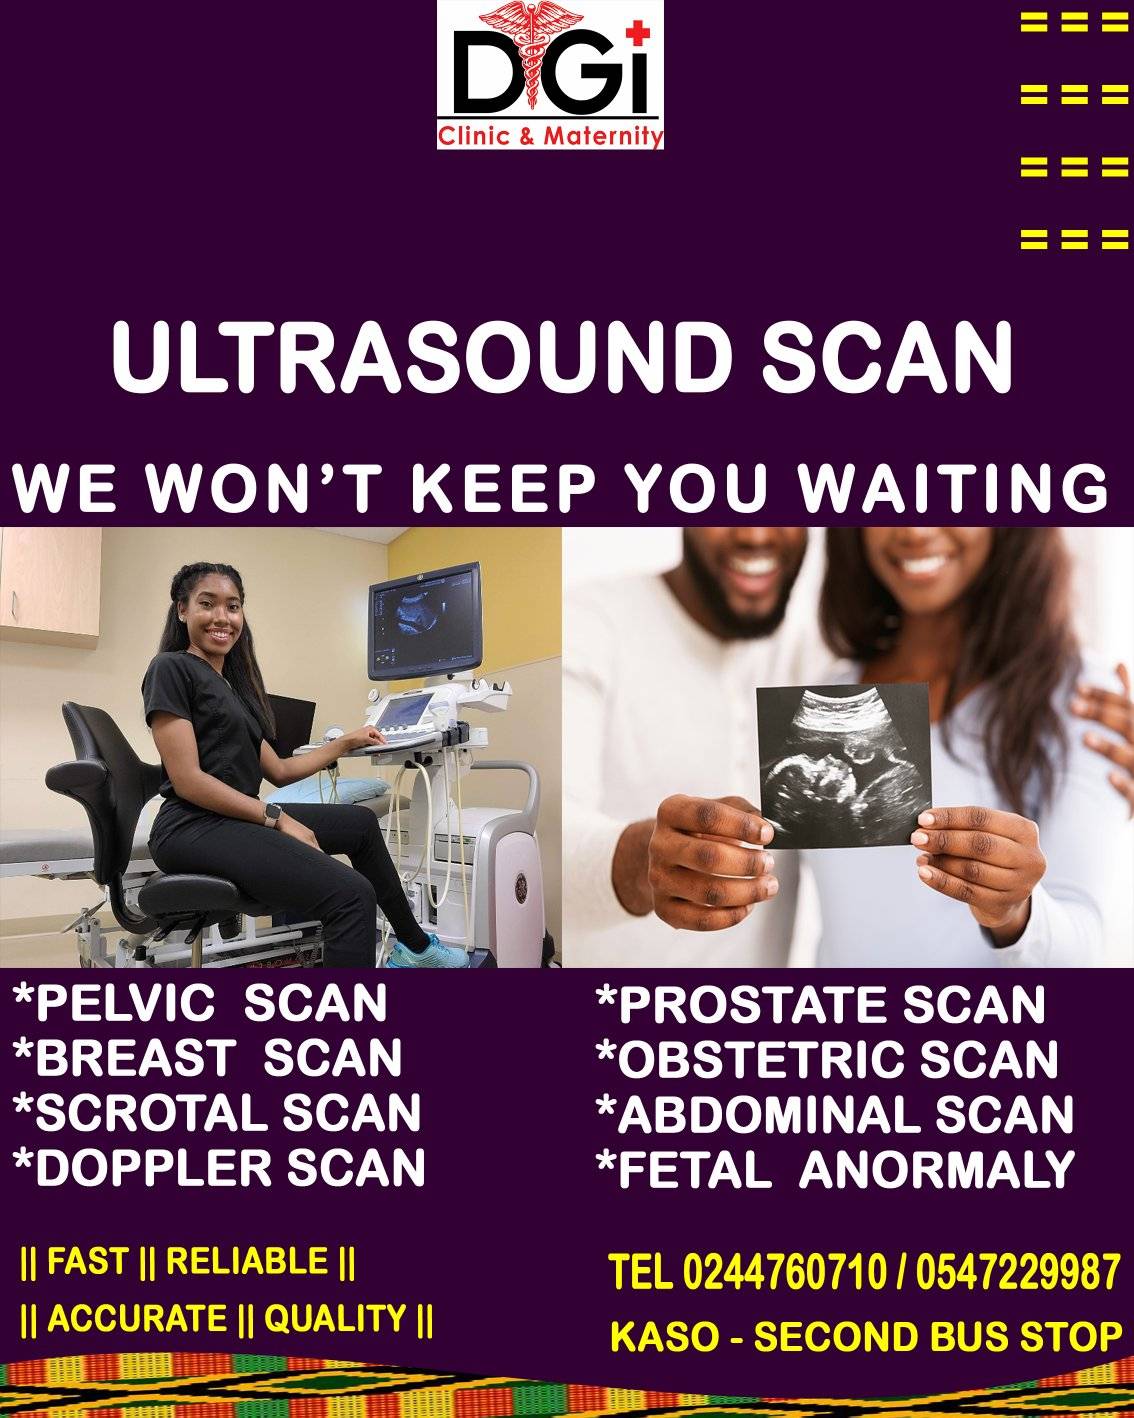 DGi
Clinic & Maternity
ULTRASOUND SCAN
WE WON’T KEEP YOU WAITING
*PELVIC SCAN
*BREAST SCAN
*SCROTAL SCAN
*DOPPLER SCAN
*PROSTATE SCAN
*OBSTETRIC SCAN
*ABDOMINAL SCAN
*FETAL ANORMALY
|| FAST || RELIABLE ||
|| ACCURATE || QUALITY ||
TEL 0244760710 / 0547229987
KASO - SECOND BUS STOP